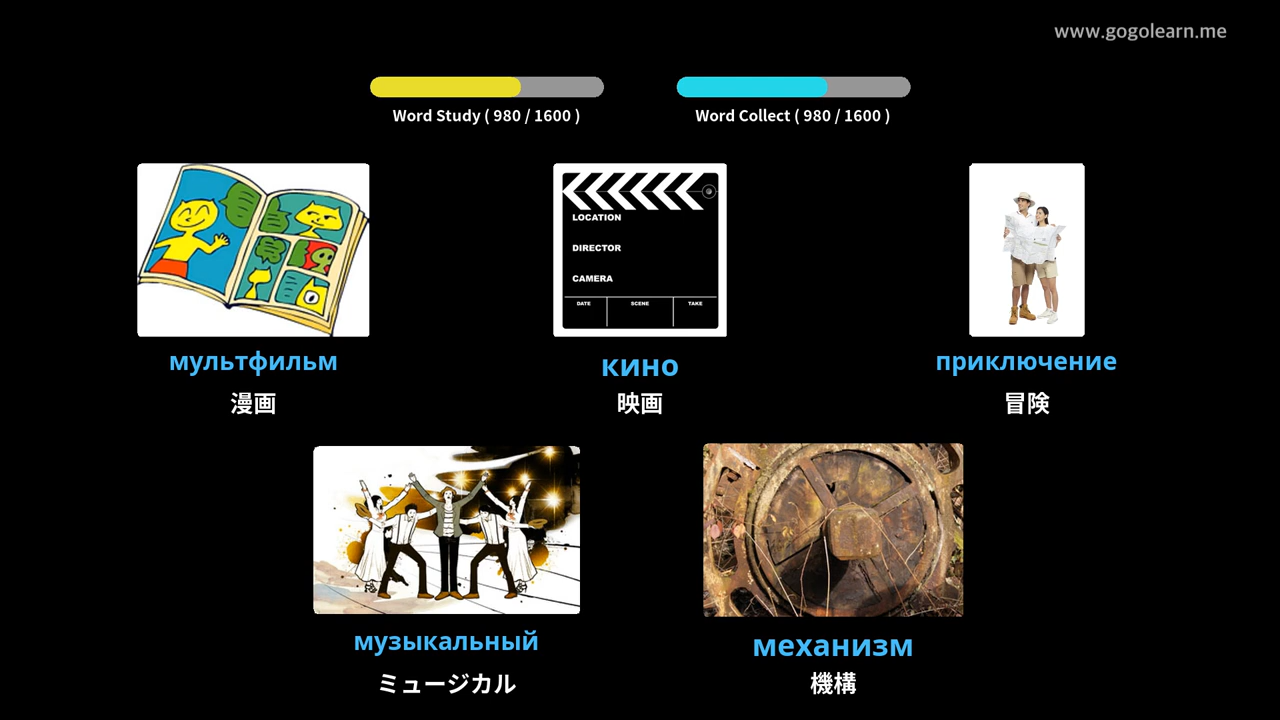 www.gogolearn.me
Word Study ( 980 / 1600 )
Word Collect ( 980 / 1600 )
LOCATION
DIRECTOR
CAMERA
DATE SCENE TAKE
мультфильм
кино
приключение
漫画
映画
冒険
музыкальный
механизм
ミュージカル
機構